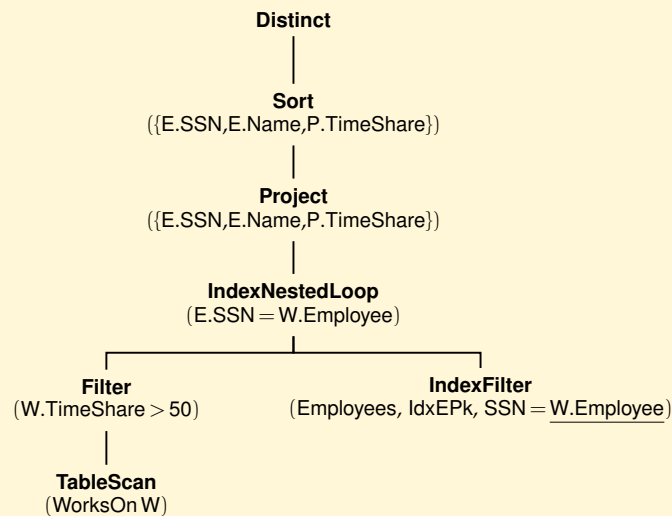 Distinct
Sort
({E.SSN,E.Name,P.TimeShare})
Project
({E.SSN,E.Name,P.TimeShare})
IndexNestedLoop
(E.SSN = W.Employee)
Filter
(W.TimeShare > 50)
IndexFilter
(Employees, IdxEPk, SSN = W.Employee)
TableScan
(WorksOn W)